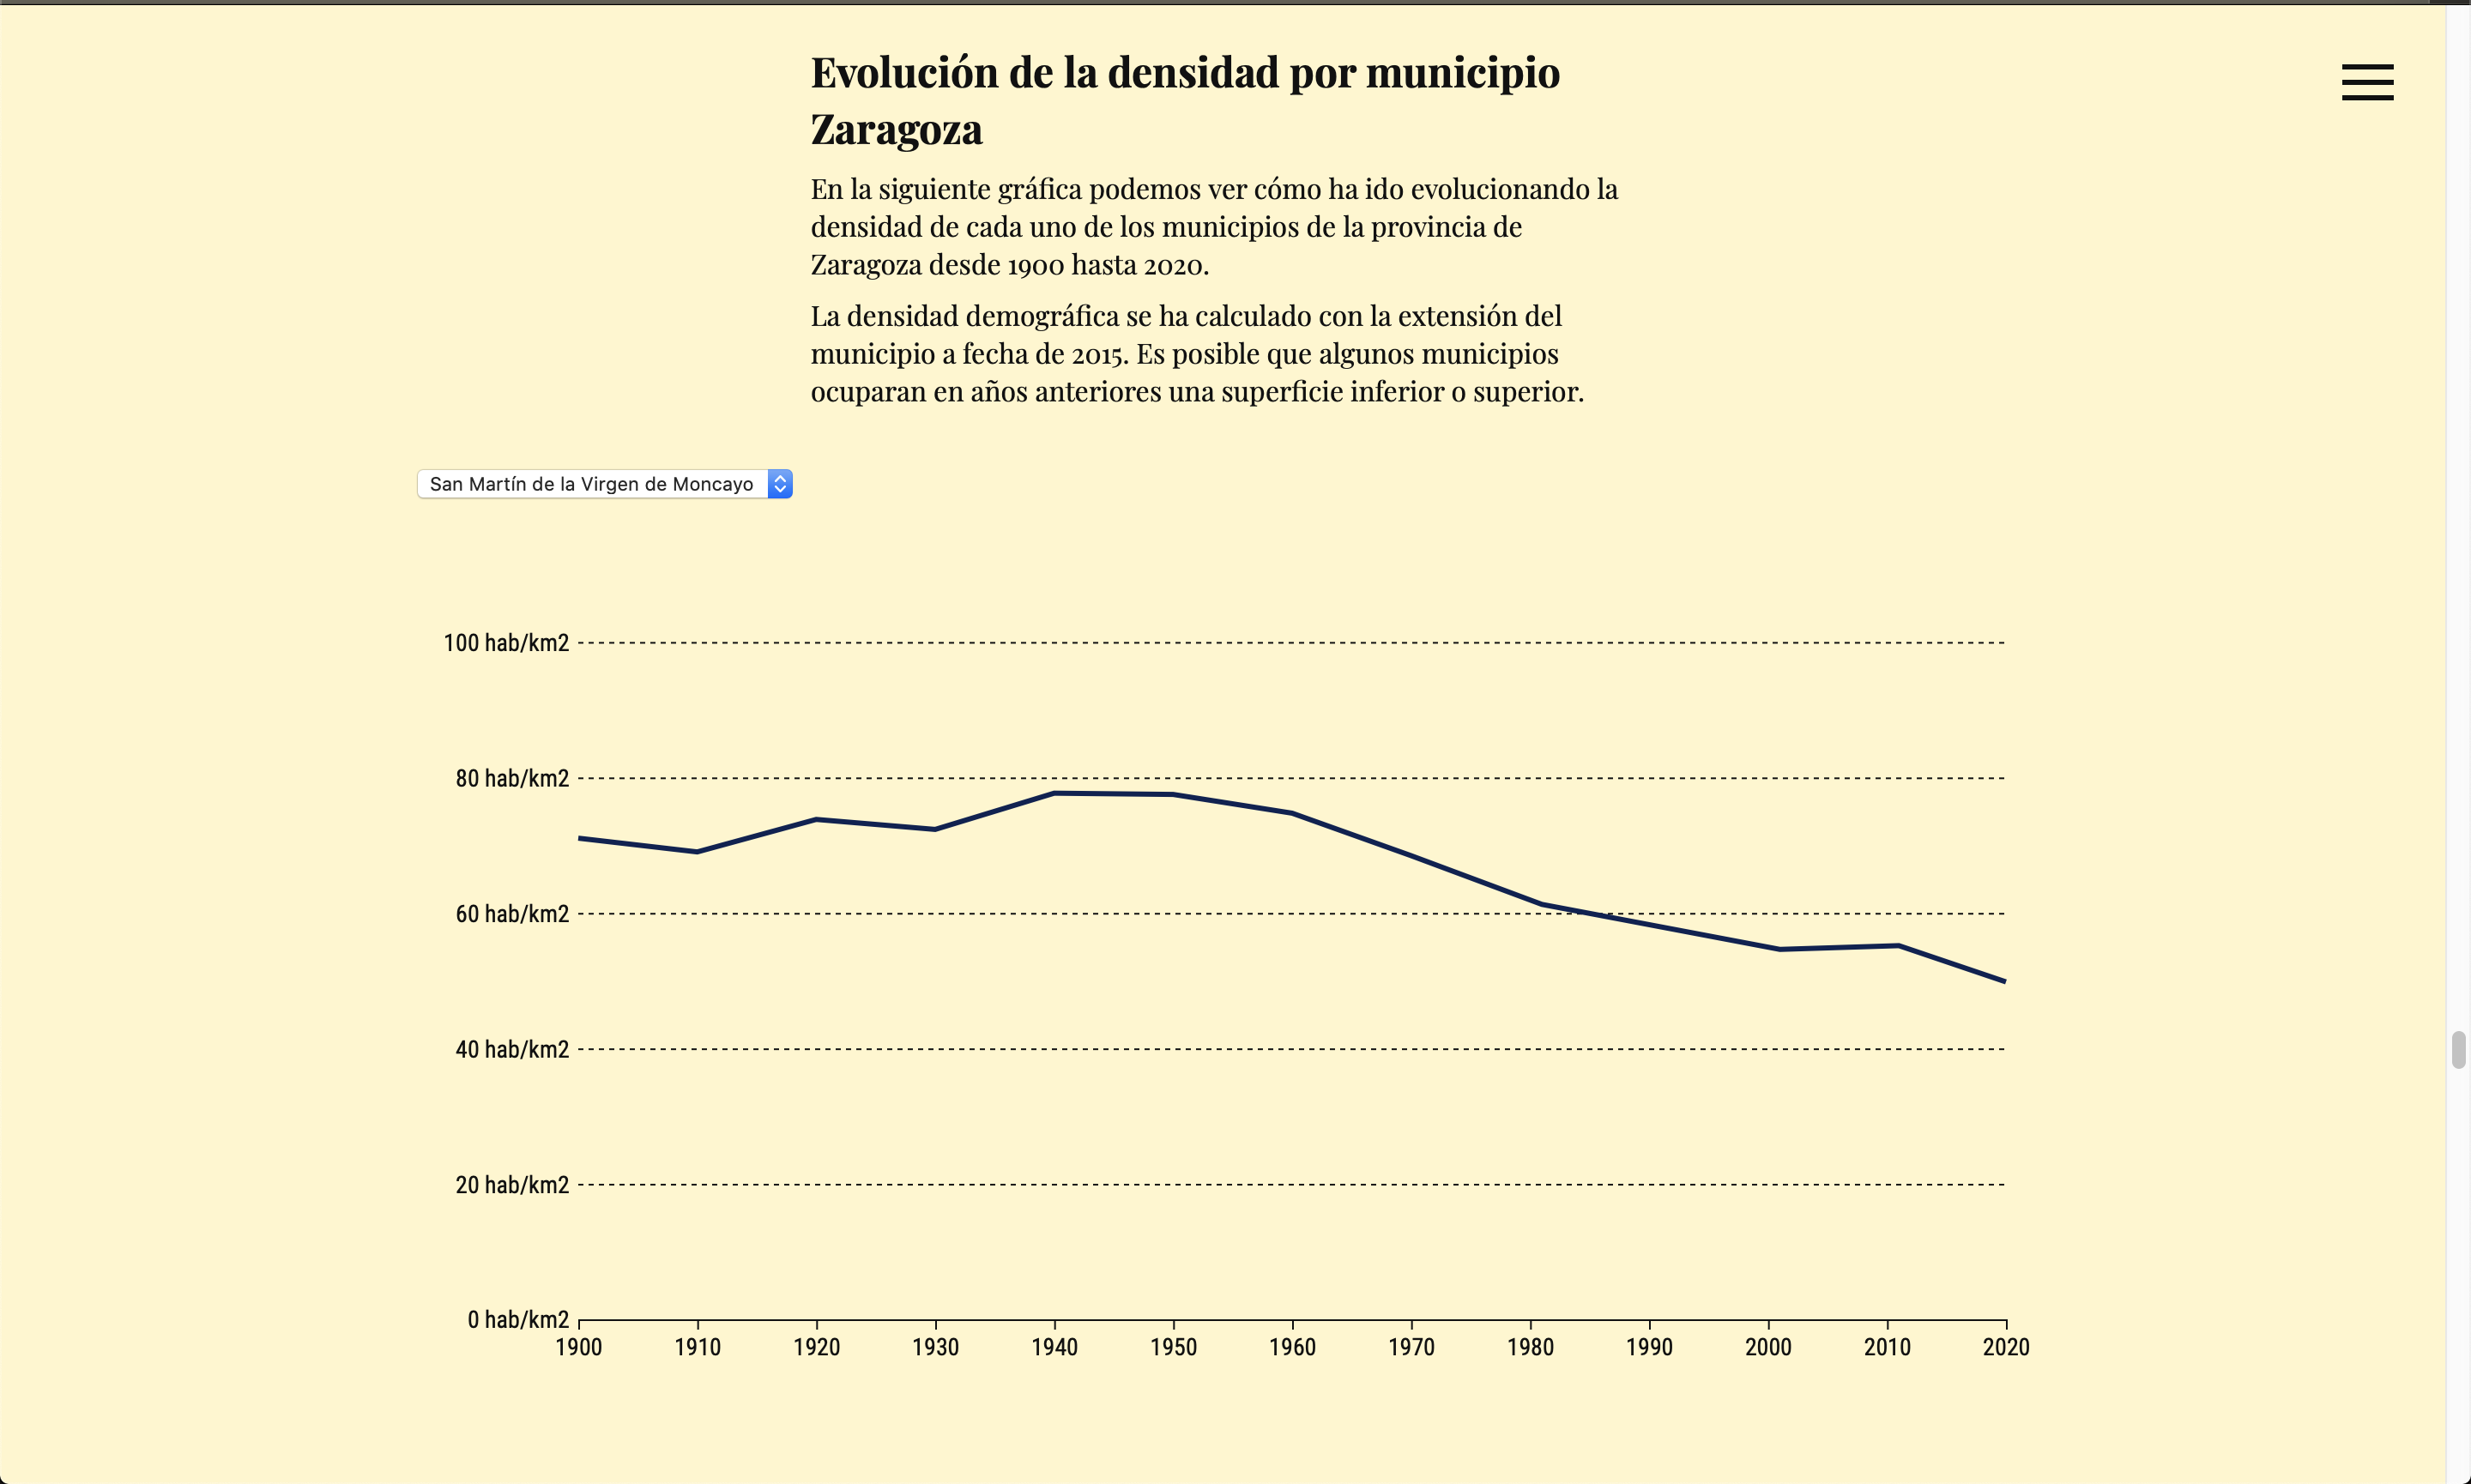 Evolución de la densidad por municipio
Zaragoza
En la siguiente gráfica podemos ver cómo ha ido evolucionando la
densidad de cada uno de los municipios de la provincia de
Zaragoza desde 1900 hasta 2020.
La densidad demográfica se ha calculado con la extensión del
municipio a fecha de 2015. Es posible que algunos municipios
ocuparan en años anteriores una superficie inferior o superior.
San Martín de la Virgen de Moncayo
100 hab/km2
80 hab/km2
60 hab/km2
40 hab/km2
20 hab/km2
0 hab/km2
1900 1910 1920 1930 1940 1950 1960 1970 1980 1990 2000 2010 2020